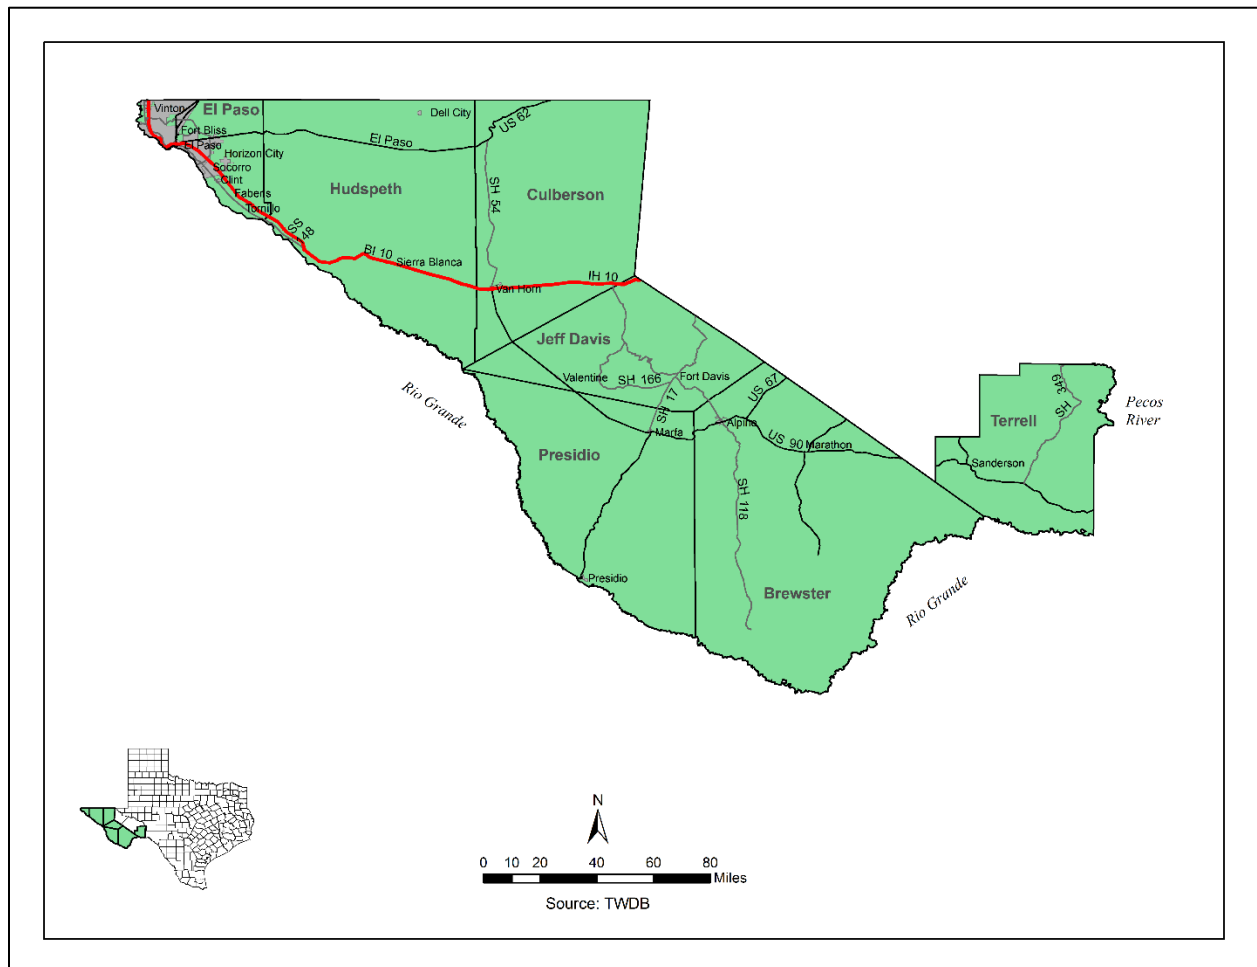 Vinton
El Paso
Dell City
US 62
Fort Bliss
El Paso
El Paso
Horizon City
Socorro
Clint
Hudspeth
Culberson
SH 54
Fabens
Tornillo
SS 48
BI 10
Sierra Blanca
IH 10
Van Horn
Jeff Davis
Valentine
SH 166
Fort Davis
US 67
Rio Grande
SH 17
Alpine
SH 349
Pecos
River
Terrell
Marfa
US 90
Marathon
Presidio
Sanderson
SH 118
Presidio
Brewster
Rio Grande
N
0 10 20 40 60 80
Miles
Source: TWDB